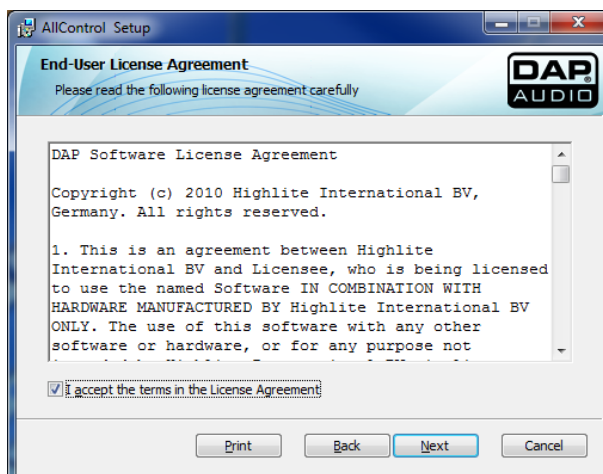 AllControl Setup
End-User License Agreement
Please read the following license agreement carefully
DAP®
AUDIO
DAP Software License Agreement
Copyright (c) 2010 Highlite International BV,
Germany. All rights reserved.
1. This is an agreement between Highlite
International BV and Licensee, who is being licensed
to use the named Software IN COMBINATION WITH
HARDWARE MANUFACTURED BY Highlite International BV
ONLY. The use of this software with any other
software or hardware, or for any purpose not
I accept the terms in the License Agreement
Print
Back
Next
Cancel